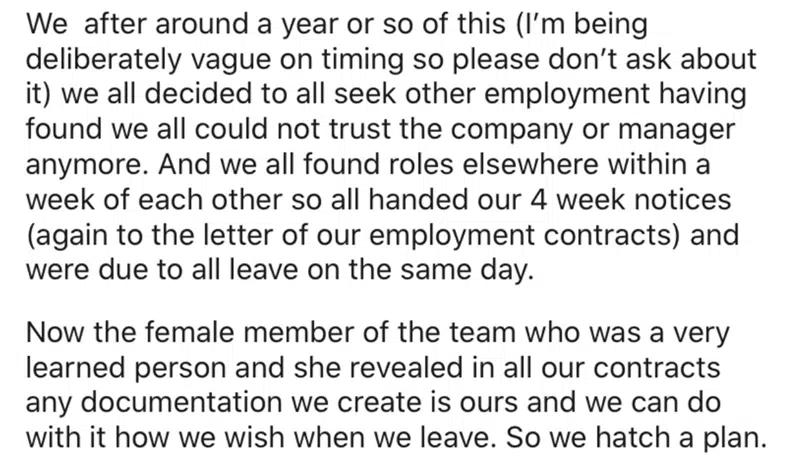 We  after around a year or so of this (I’m being
deliberately vague on timing so please don’t ask about
it) we all decided to all seek other employment having
found we all could not trust the company or manager
anymore. And we all found roles elsewhere within a
week of each other so all handed our 4 week notices
(again to the letter of our employment contracts) and
were due to all leave on the same day.
Now the female member of the team who was a very
learned person and she revealed in all our contracts
any documentation we create is ours and we can do
with it how we wish when we leave. So we hatch a plan.